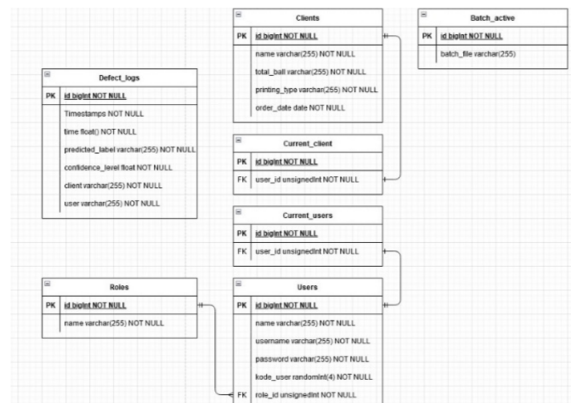 Clients
PK id bigInt NOT NULL
name varchar(255) NOT NULL
total_ball varchar(255) NOT NULL
printing_type varchar(255) NOT NULL
order_date date NOT NULL
Batch_active
PK id bigInt NOT NULL
batch_file varchar(255)
Defect_logs
PK id bigInt NOT NULL
Timestamps NOT NULL
time float() NOT NULL
predicted_label varchar(255) NOT NULL
confidence_level float NOT NULL
client varchar(255) NOT NULL
user varchar(255) NOT NULL
Current_client
PK id bigInt NOT NULL
FK user_id unsignedInt NOT NULL
Current_users
PK id bigInt NOT NULL
FK user_id unsignedInt NOT NULL
Roles
PK id bigInt NOT NULL
name varchar(255) NOT NULL
Users
PK id bigInt NOT NULL
name varchar(255) NOT NULL
username varchar(255) NOT NULL
password varchar(255) NOT NULL
kode_user randomInt(4) NOT NULL
FK role_id unsignedInt NOT NULL